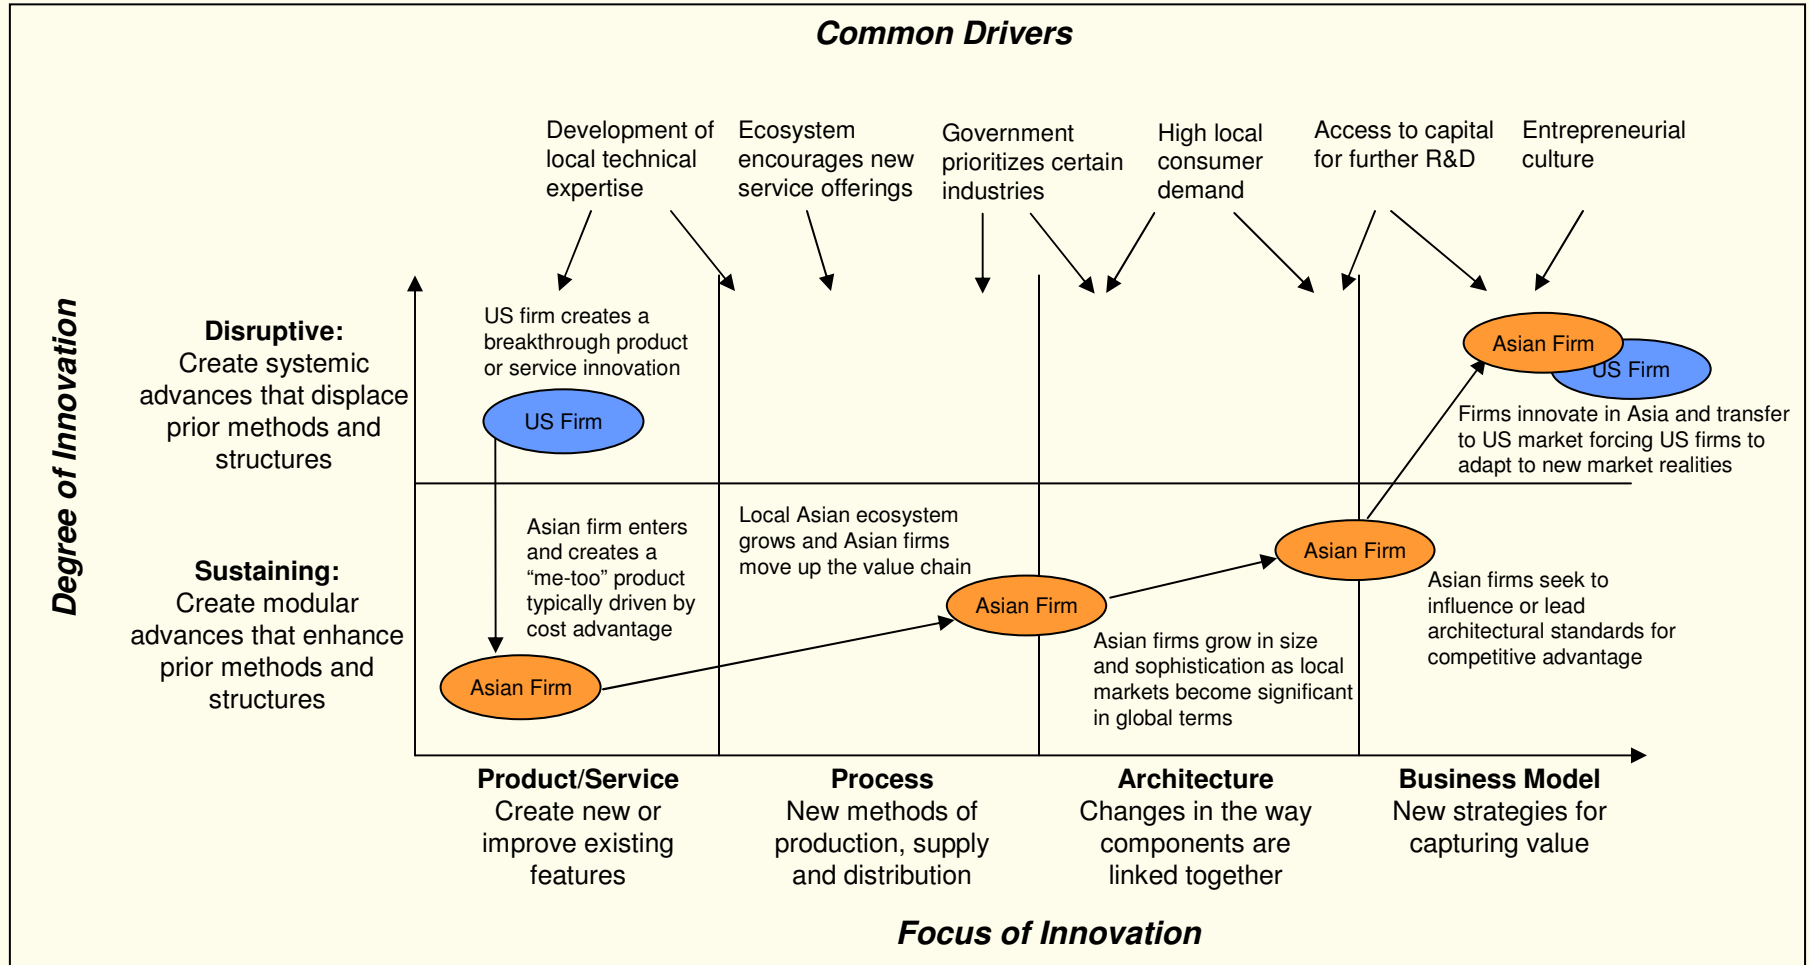 Common Drivers
Development of
local technical
expertise
Ecosystem
encourages new
service offerings
Government
prioritizes certain
industries
High local
consumer
demand
Access to capital
for further R&D
Entrepreneurial
culture
Degree of Innovation
Disruptive:
Create systemic
advances that displace
prior methods and
structures
US firm creates a
breakthrough product
or service innovation
US Firm
Asian Firm
US Firm
Firms innovate in Asia and transfer
to US market forcing US firms to
adapt to new market realities
Sustaining:
Create modular
advances that enhance
prior methods and
structures
Asian firm enters
and creates a
“me-too” product
typically driven by
cost advantage
Asian Firm
Local Asian ecosystem
grows and Asian firms
move up the value chain
Asian Firm
Asian firms grow in size
and sophistication as local
markets become significant
in global terms
Asian Firm
Asian firms seek to
influence or lead
architectural standards for
competitive advantage
Product/Service
Create new or
improve existing
features
Process
New methods of
production, supply
and distribution
Architecture
Changes in the way
components are
linked together
Business Model
New strategies for
capturing value
Focus of Innovation